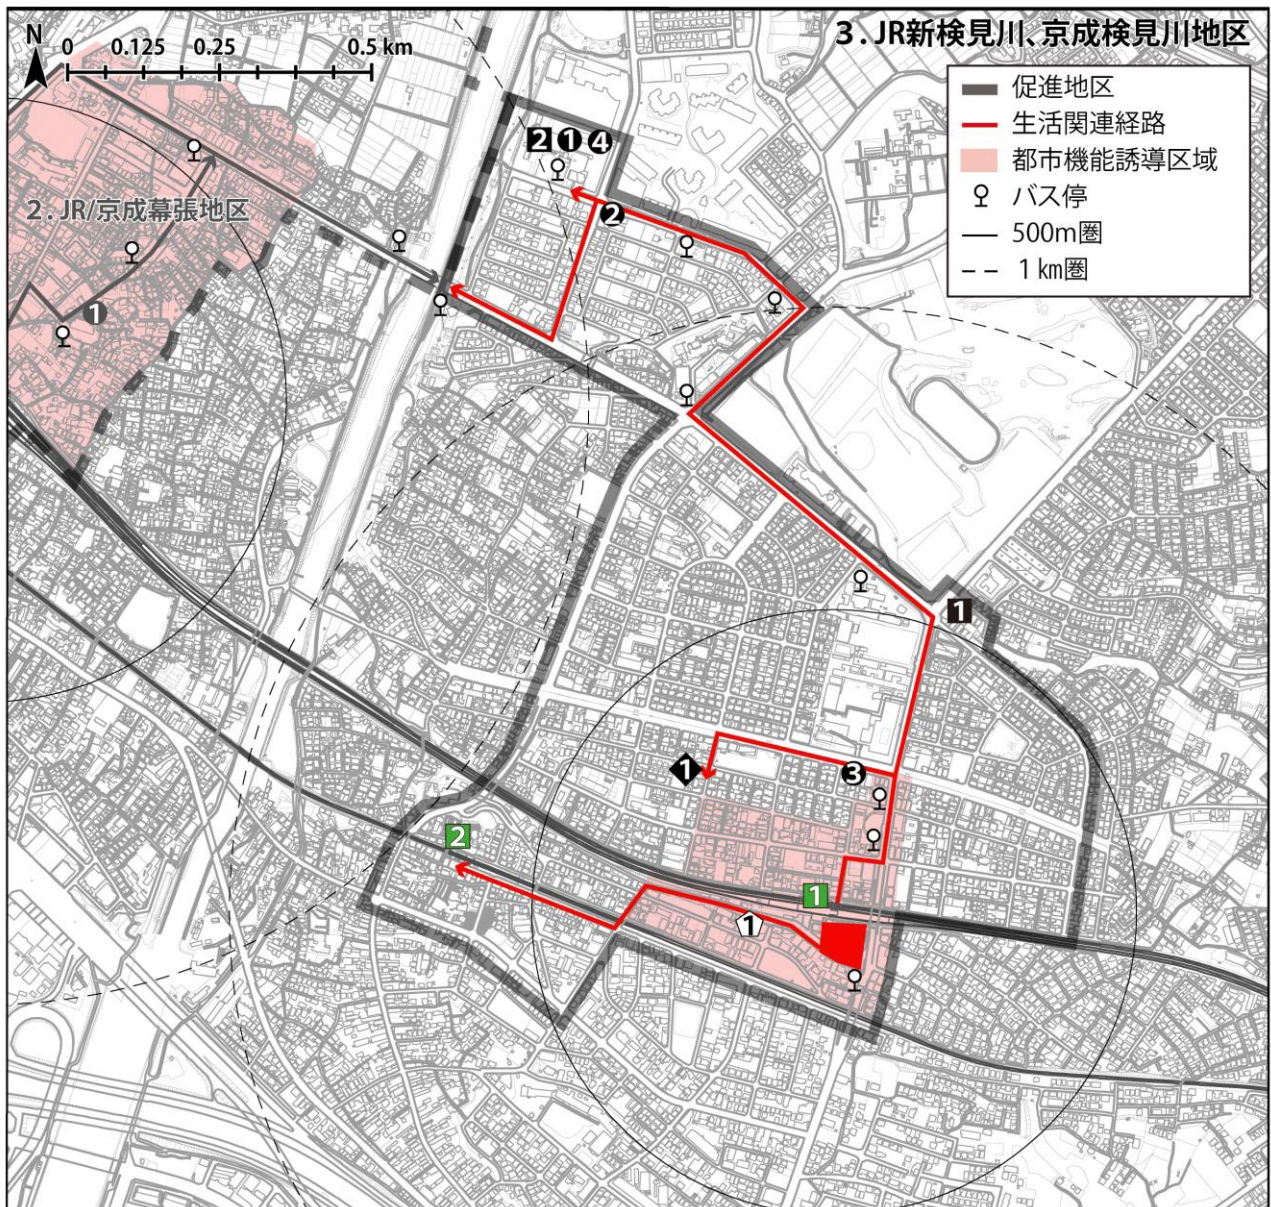 3. JR新検見川、京成検見川地区
N
0 0.125 0.25 0.5 km
促進地区
生活関連経路
都市機能誘導区域
バス停
500m圏
1km圏
2 1 4
2
2. JR/京成幕張地区
1
1
1
3
2
1
1